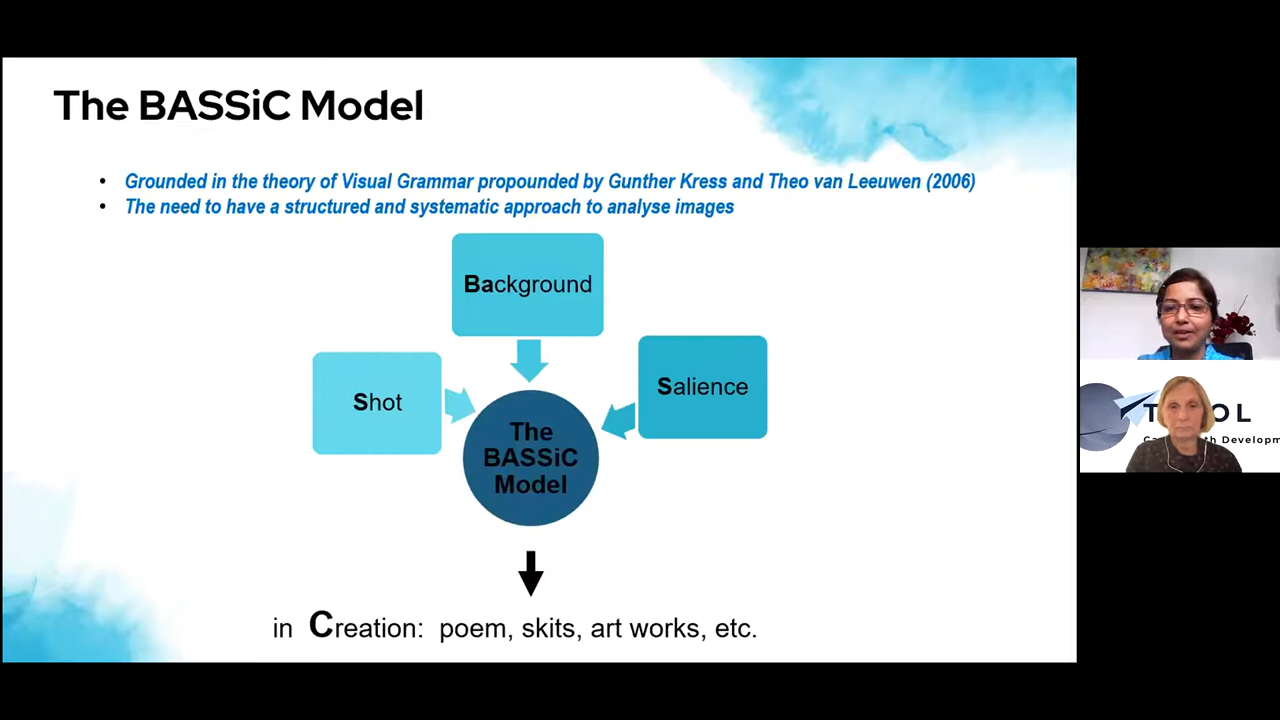 The BASSiC Model
• Grounded in the theory of Visual Grammar propounded by Gunther Kress and Theo van Leeuwen (2006)
• The need to have a structured and systematic approach to analyse images
Background
Shot
Salience
The
BASSiC
Model
in Creation: poem, skits, art works, etc.